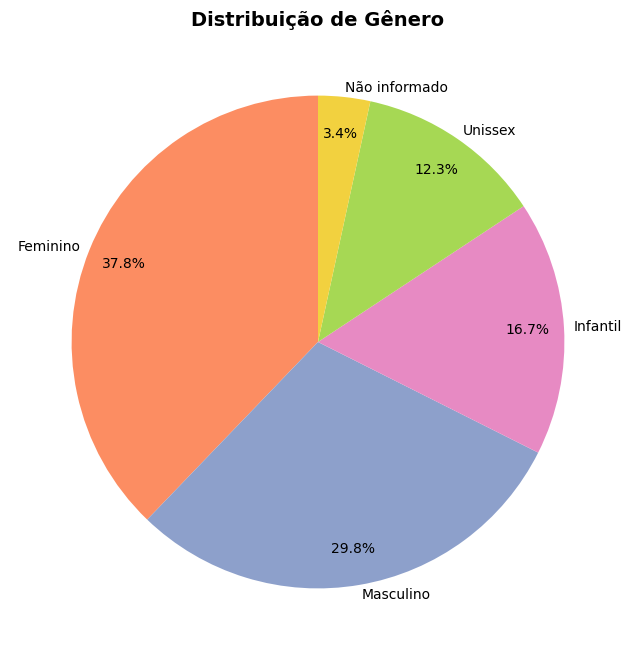 Distribuição de Gênero
Não informado
3.4%
Unissex
12.3%
Feminino
37.8%
Infantil
16.7%
29.8%
Masculino